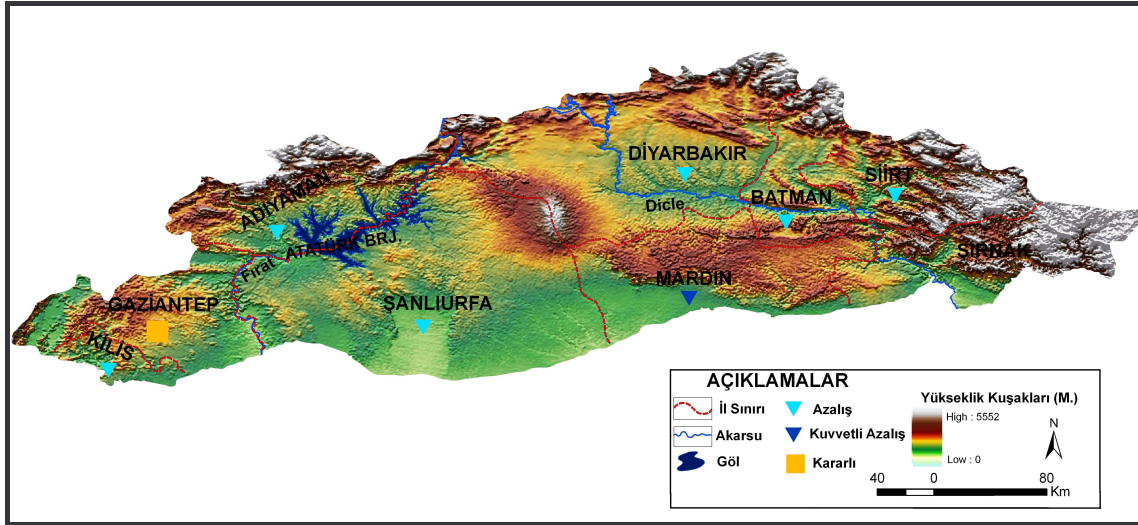 DİYARBAKIR
SİİRT
BATMAN
Dicle
ADIYAMAN
ATATÜRK BRJ.
Fırat
ŞIRNAK
MARDİN
GAZİANTEP
ŞANLIURFA
KİLİS
AÇIKLAMALAR
İl Sınırı
Azalış
Akarsu
Kuvvetli Azalış
Göl
Kararlı
Yükseklik Kuşakları (M.)
High : 5552
Low : 0
N
40 0 80
Km